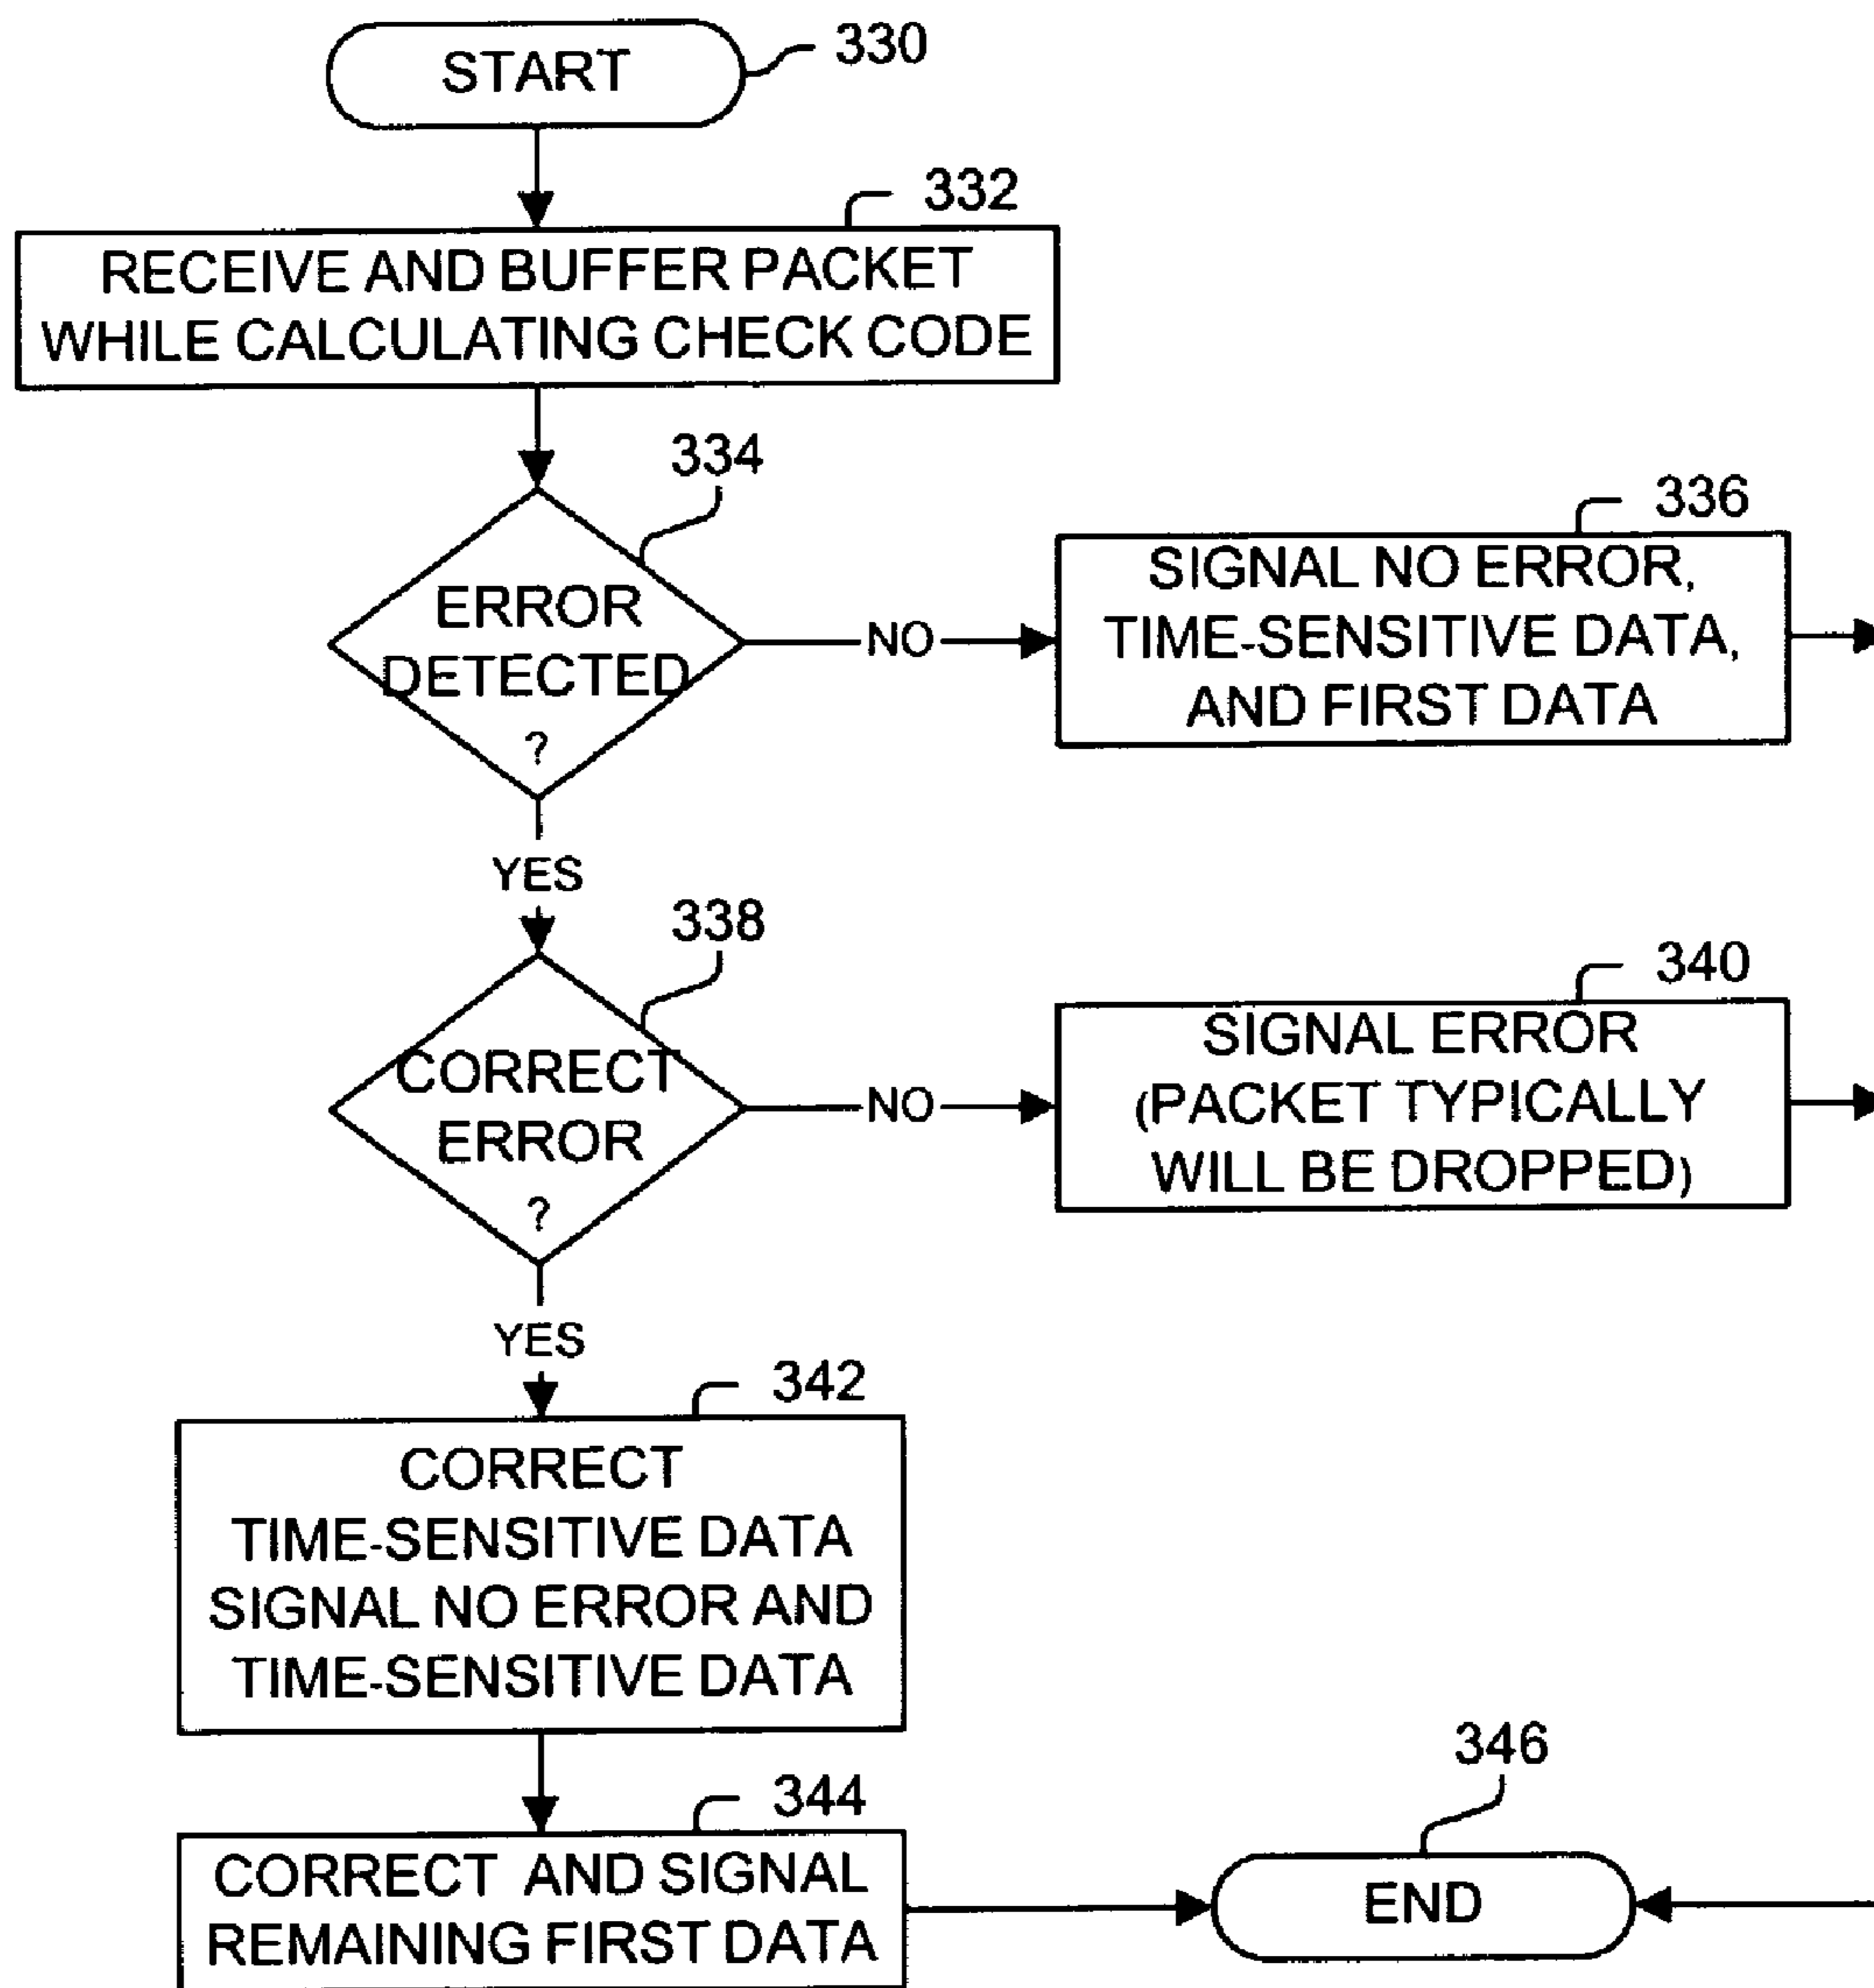 START
330
332
RECEIVE AND BUFFER PACKET
WHILE CALCULATING CHECK CODE
334
ERROR
DETECTED
?
NO
336
SIGNAL NO ERROR,
TIME-SENSITIVE DATA,
AND FIRST DATA
YES
338
CORRECT
ERROR
?
NO
340
SIGNAL ERROR
(PACKET TYPICALLY
WILL BE DROPPED)
YES
342
CORRECT
TIME-SENSITIVE DATA
SIGNAL NO ERROR AND
TIME-SENSITIVE DATA
344
CORRECT AND SIGNAL
REMAINING FIRST DATA
346
END